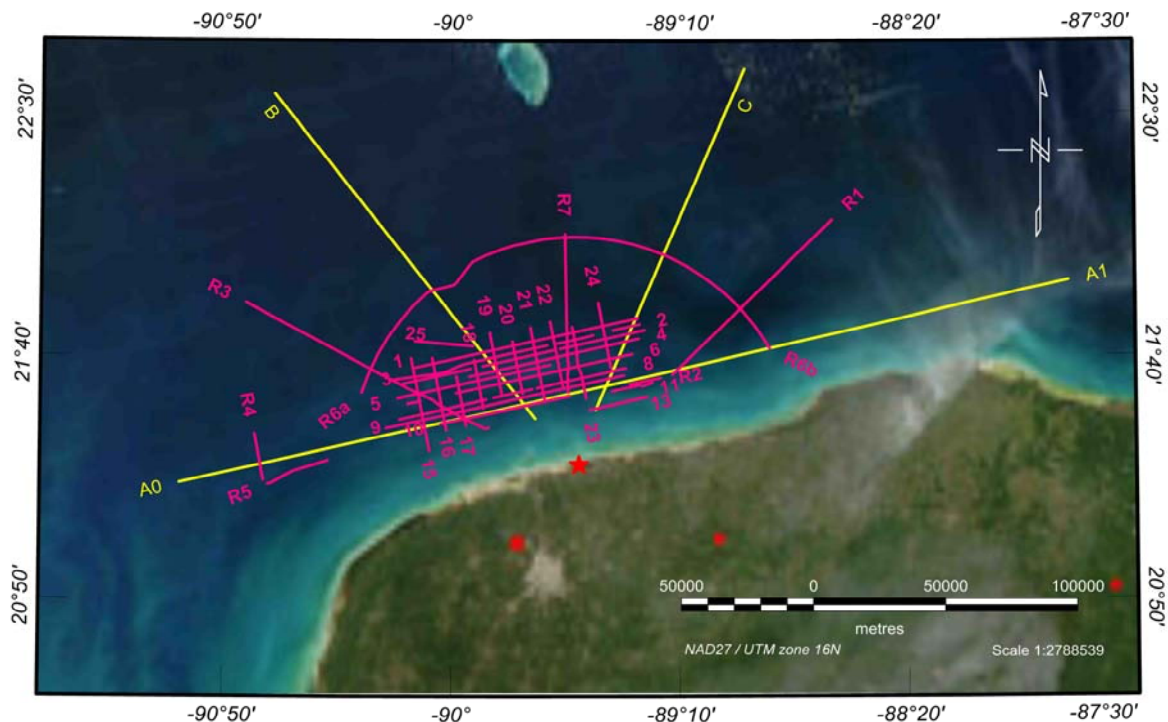 -90°50' -90° -89°10' -88°20' -87°30'
22°30' 22°30'
B
C
N
R7
R1
A1
R3
24
22
21
20
19
18
25
2
4
6
8
1
3
5
9
10
11
13
R2
R6b
R6a
R4
R5
A0
15
16
17
23
21°40' 21°40'
20°50' 20°50'
50000 0 50000 100000
metres
NAD27 / UTM zone 16N Scale 1:2788539
-90°50' -90° -89°10' -88°20' -87°30'